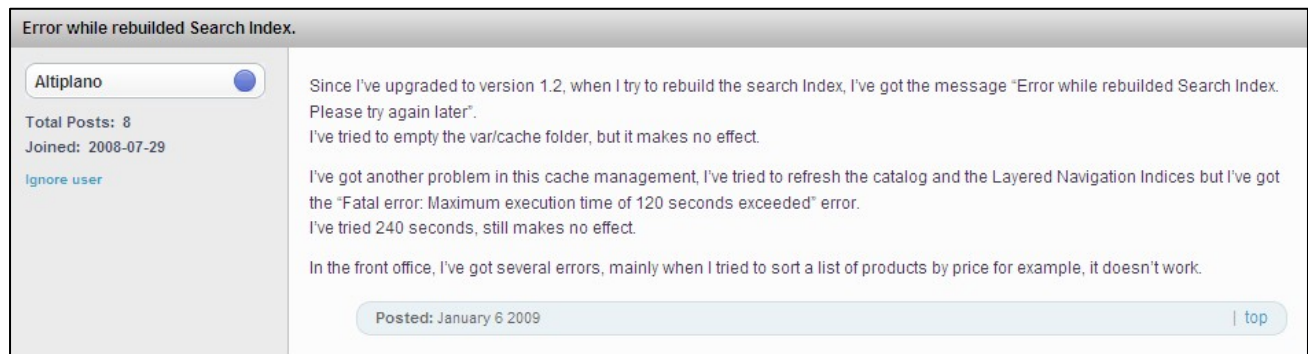 Error while rebuilded Search Index.
Altiplano
Total Posts: 8
Joined: 2008-07-29
Ignore user
Since I've upgraded to version 1.2, when I try to rebuild the search Index, I've got the message “Error while rebuilded Search Index.
Please try again later”.
I've tried to empty the var/cache folder, but it makes no effect.
I've got another problem in this cache management, I've tried to refresh the catalog and the Layered Navigation Indices but I've got
the “Fatal error: Maximum execution time of 120 seconds exceeded” error.
I've tried 240 seconds, still makes no effect.
In the front office, I've got several errors, mainly when I tried to sort a list of products by price for example, it doesn't work.
Posted: January 6 2009 | top